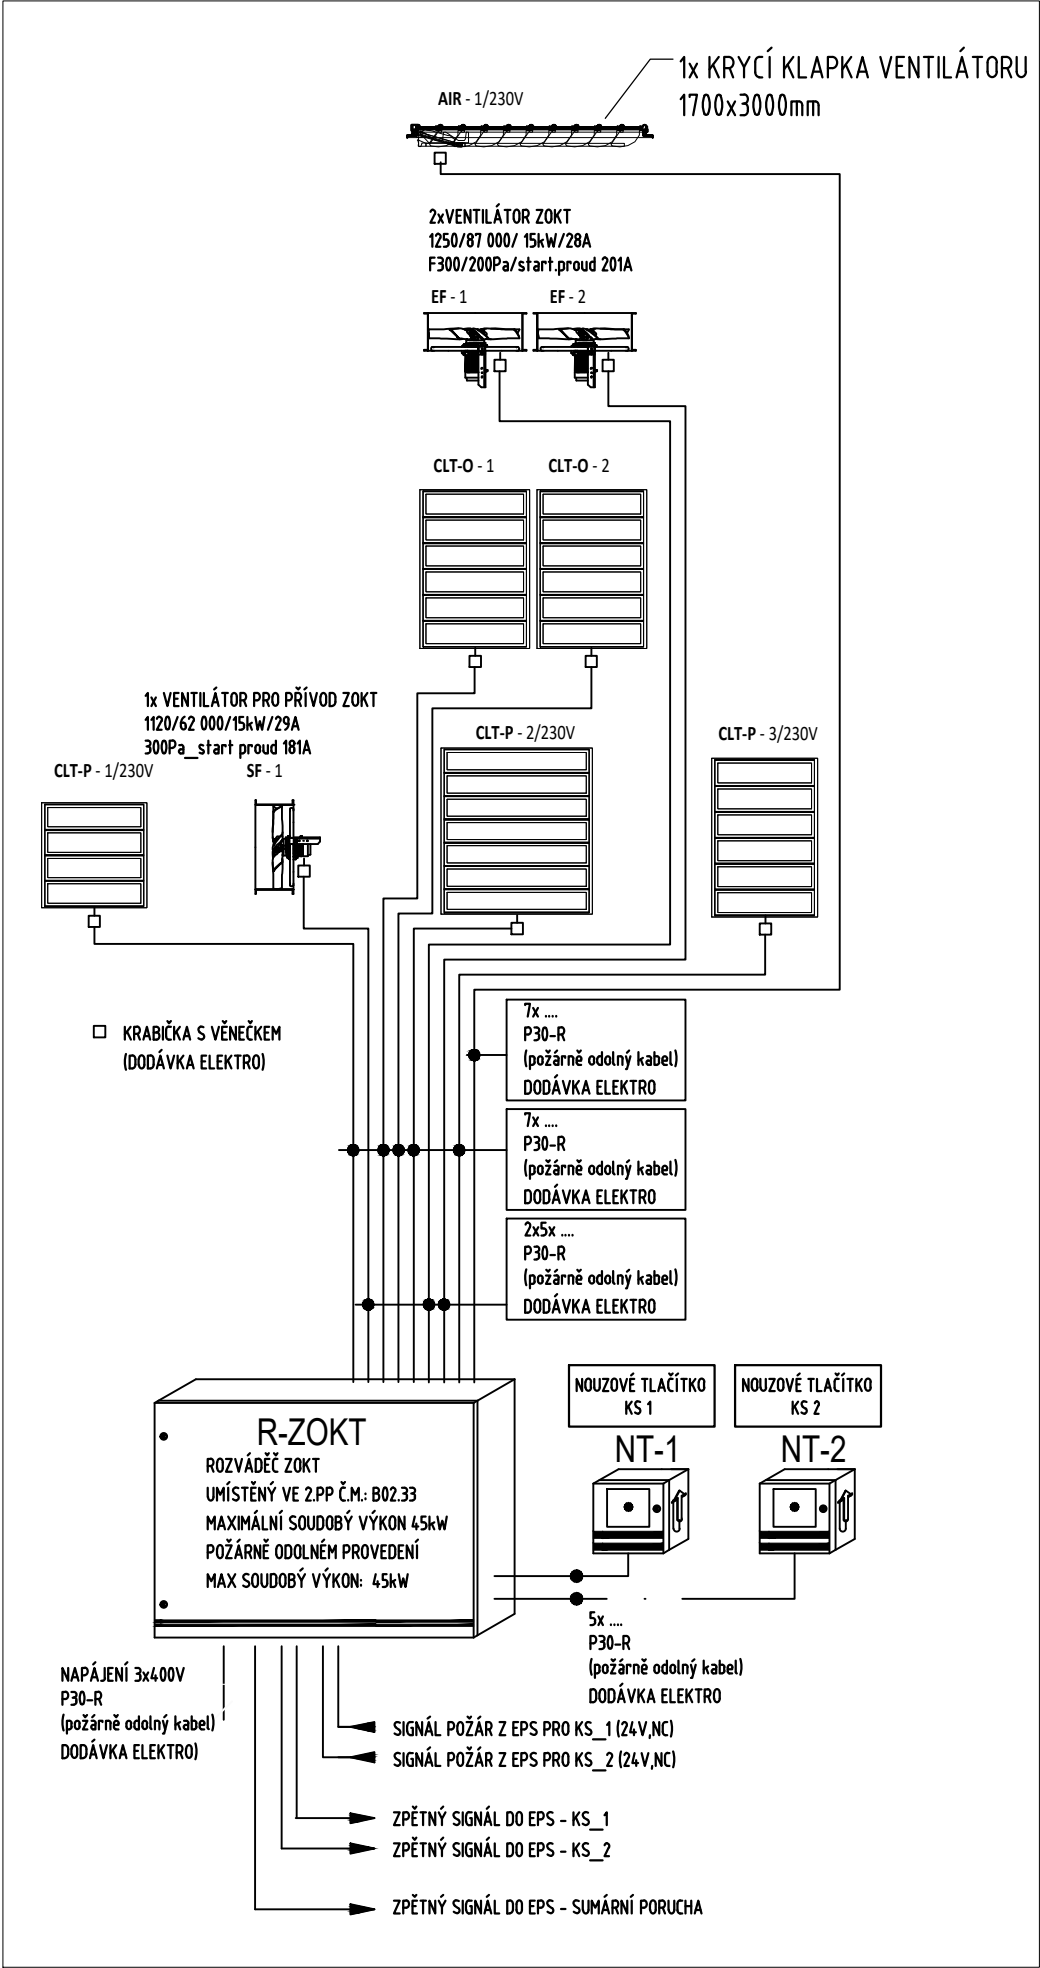 1x KRYCÍ KLAPKA VENTILÁTORU
1700x3000mm
AIR - 1/230V
2xVENTILÁTOR ZOKT
1250/87 000/ 15kW/28A
F300/200Pa/start.proud 201A
EF - 1
EF - 2
CLT-O - 1
CLT-O - 2
1x VENTILÁTOR PRO PŘÍVOD ZOKT
1120/62 000/15kW/29A
300Pa_start proud 181A
CLT-P - 1/230V
SF - 1
CLT-P - 2/230V
CLT-P - 3/230V
KRABIČKA S VĚNEČKEM
(DODÁVKA ELEKTRO)
7x ....
P30-R
(požárně odolný kabel)
DODÁVKA ELEKTRO
7x ....
P30-R
(požárně odolný kabel)
DODÁVKA ELEKTRO
2x5x ....
P30-R
(požárně odolný kabel)
DODÁVKA ELEKTRO
NOUZOVÉ TLAČÍTKO
KS 1
NOUZOVÉ TLAČÍTKO
KS 2
NT-1
NT-2
R-ZOKT
ROZVÁDĚČ ZOKT
UMÍSTĚNÝ VE 2.PP Č.M.: B02.33
MAXIMÁLNÍ SOUDOBÝ VÝKON 45kW
POŽÁRNĚ ODOLNÉM PROVEDENÍ
MAX SOUDOBÝ VÝKON: 45kW
5x ....
P30-R
(požárně odolný kabel)
DODÁVKA ELEKTRO
NAPÁJENÍ 3x400V
P30-R
(požárně odolný kabel)
DODÁVKA ELEKTRO)
SIGNÁL POŽÁR Z EPS PRO KS_1 (24V,NC)
SIGNÁL POŽÁR Z EPS PRO KS_2 (24V,NC)
ZPĚTNÝ SIGNÁL DO EPS - KS_1
ZPĚTNÝ SIGNÁL DO EPS - KS_2
ZPĚTNÝ SIGNÁL DO EPS - SUMÁRNÍ PORUCHA